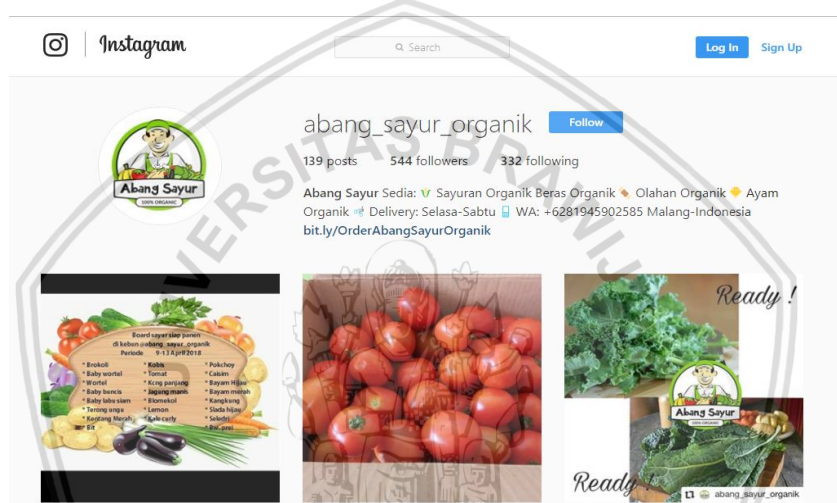 Instagram
Search
Log In
Sign Up
abang_sayur_organik
Follow
139 posts 544 followers 332 following
Abang Sayur Sedia: Sayuran Organik Beras Organik Olahan Organik Ayam
Organik Delivery: Selasa-Sabtu WA: +6281945902585 Malang-Indonesia
bit.ly/OrderAbangSayurOrganik
Abang Sayur
100% ORGANIC
Board sayur siap panen
di kebun @abang_sayur_organik
Periode 9-13 April 2018
* Brokoli
* Baby wortel
* Wortel
* Baby buncis
* Baby labu siam
* Terong ungu
* Kentang Merah
* Bit
* Kobis
* Tomat
* Kcng panjang
* Jagung manis
* Blomekol
* Lemon
* Kale curly
* Pokchoy
* Caisim
* Bayam Hijau
* Bayam merah
* Kangkung
* Slada hijau
* Seledri
Ready !
Abang Sayur
Ready
abang_sayur_organik
UNIVERSITAS BRAWIJ